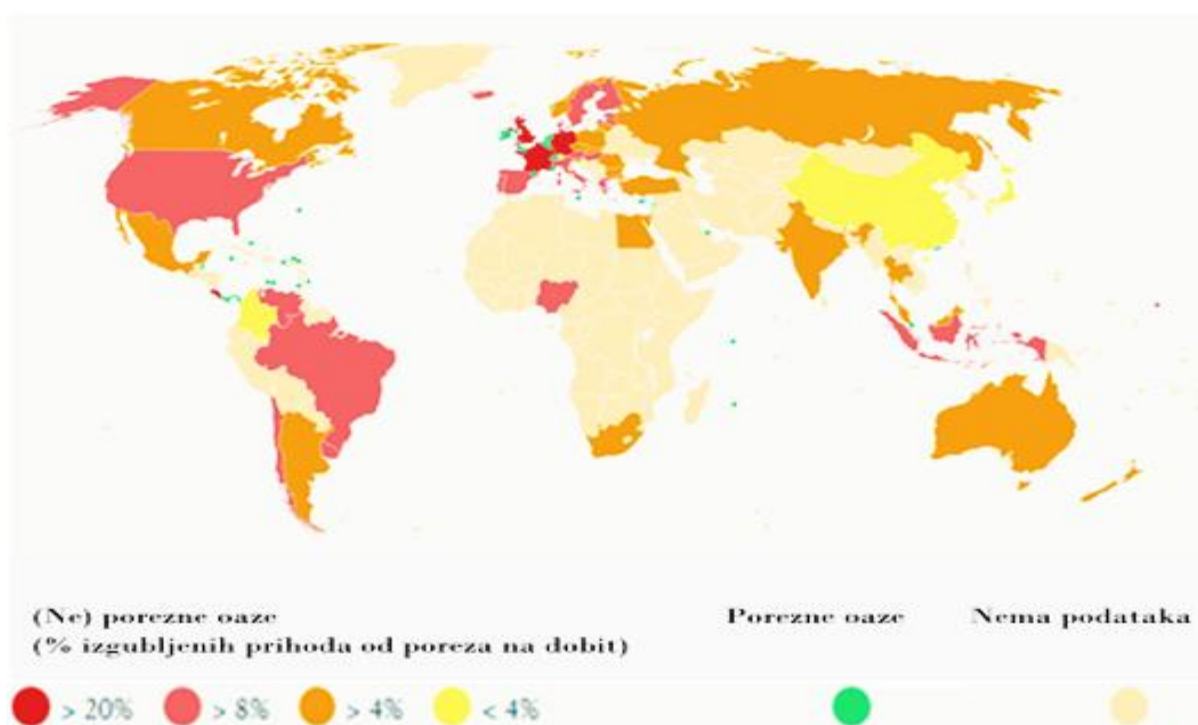 (Ne) porezne oaze
(% izgubljenih prihoda od poreza na dobit)
Porezne oaze
Nema podataka
> 20%
> 8%
> 4%
< 4%